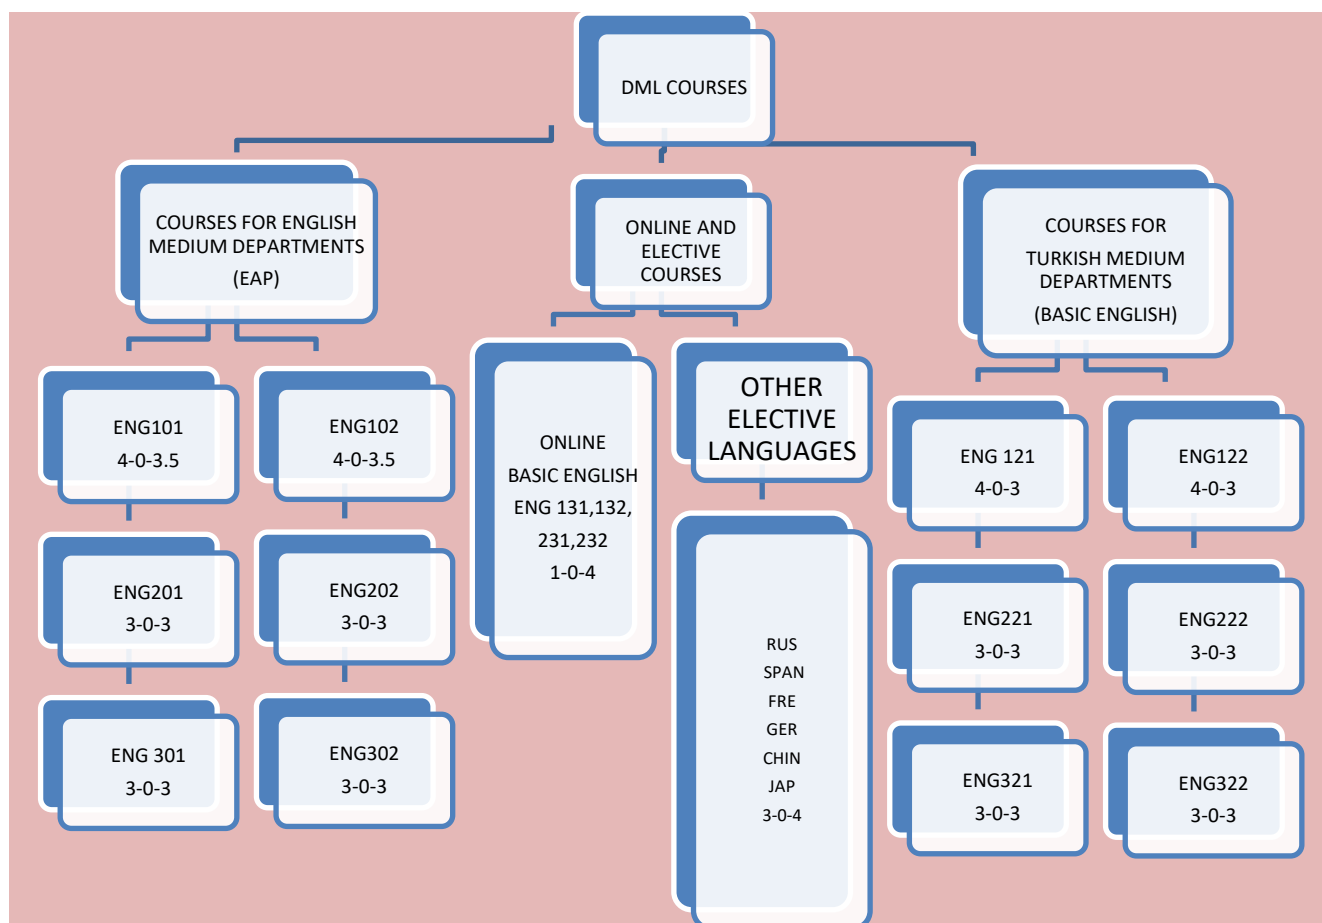 DML COURSES
COURSES FOR ENGLISH
MEDIUM DEPARTMENTS
(EAP)
ENG101
4-0-3.5
ENG201
3-0-3
ENG 301
3-0-3
ENG102
4-0-3.5
ENG202
3-0-3
ENG302
3-0-3
ONLINE AND
ELECTIVE
COURSES
ONLINE
BASIC ENGLISH
ENG 131,132,
231,232
1-0-4
OTHER
ELECTIVE
LANGUAGES
RUS
SPAN
FRE
GER
CHIN
JAP
3-0-4
COURSES FOR
TURKISH MEDIUM
DEPARTMENTS
(BASIC ENGLISH)
ENG 121
4-0-3
ENG221
3-0-3
ENG321
3-0-3
ENG122
4-0-3
ENG222
3-0-3
ENG322
3-0-3